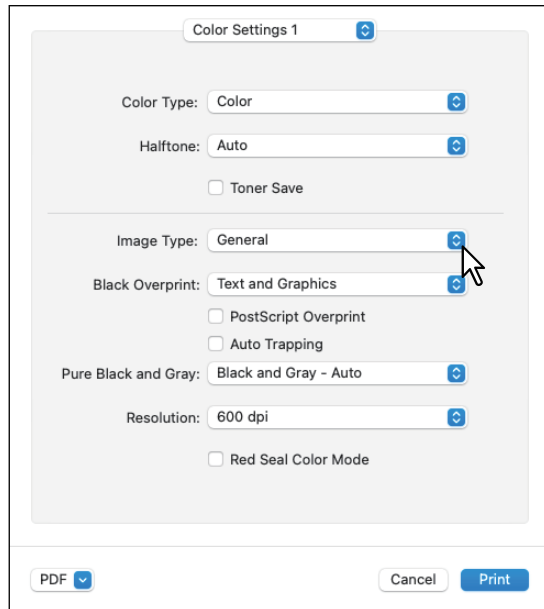 Color Settings 1
Color Type: Color
Halftone: Auto
Toner Save
Image Type: General
Black Overprint: Text and Graphics
PostScript Overprint
Auto Trapping
Pure Black and Gray: Black and Gray - Auto
Resolution: 600 dpi
Red Seal Color Mode
PDF Cancel Print